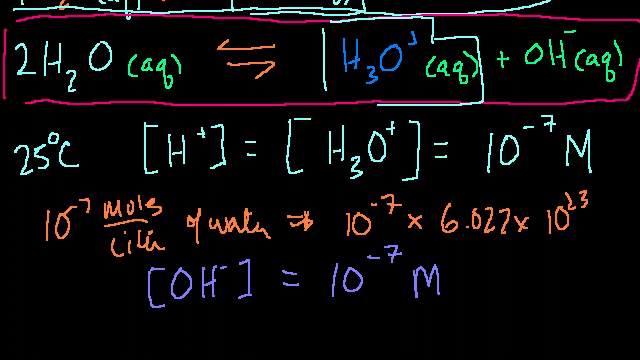 2H₂O (aq) ⇌ H₃O⁺ (aq) + OH⁻ (aq)
25°C [H⁺] = [H₃O⁺] = 10⁻⁷ M
10⁻⁷ moles/liter of water ⇒ 10⁻⁷ × 6.022 × 10²³
[OH⁻] = 10⁻⁷ M